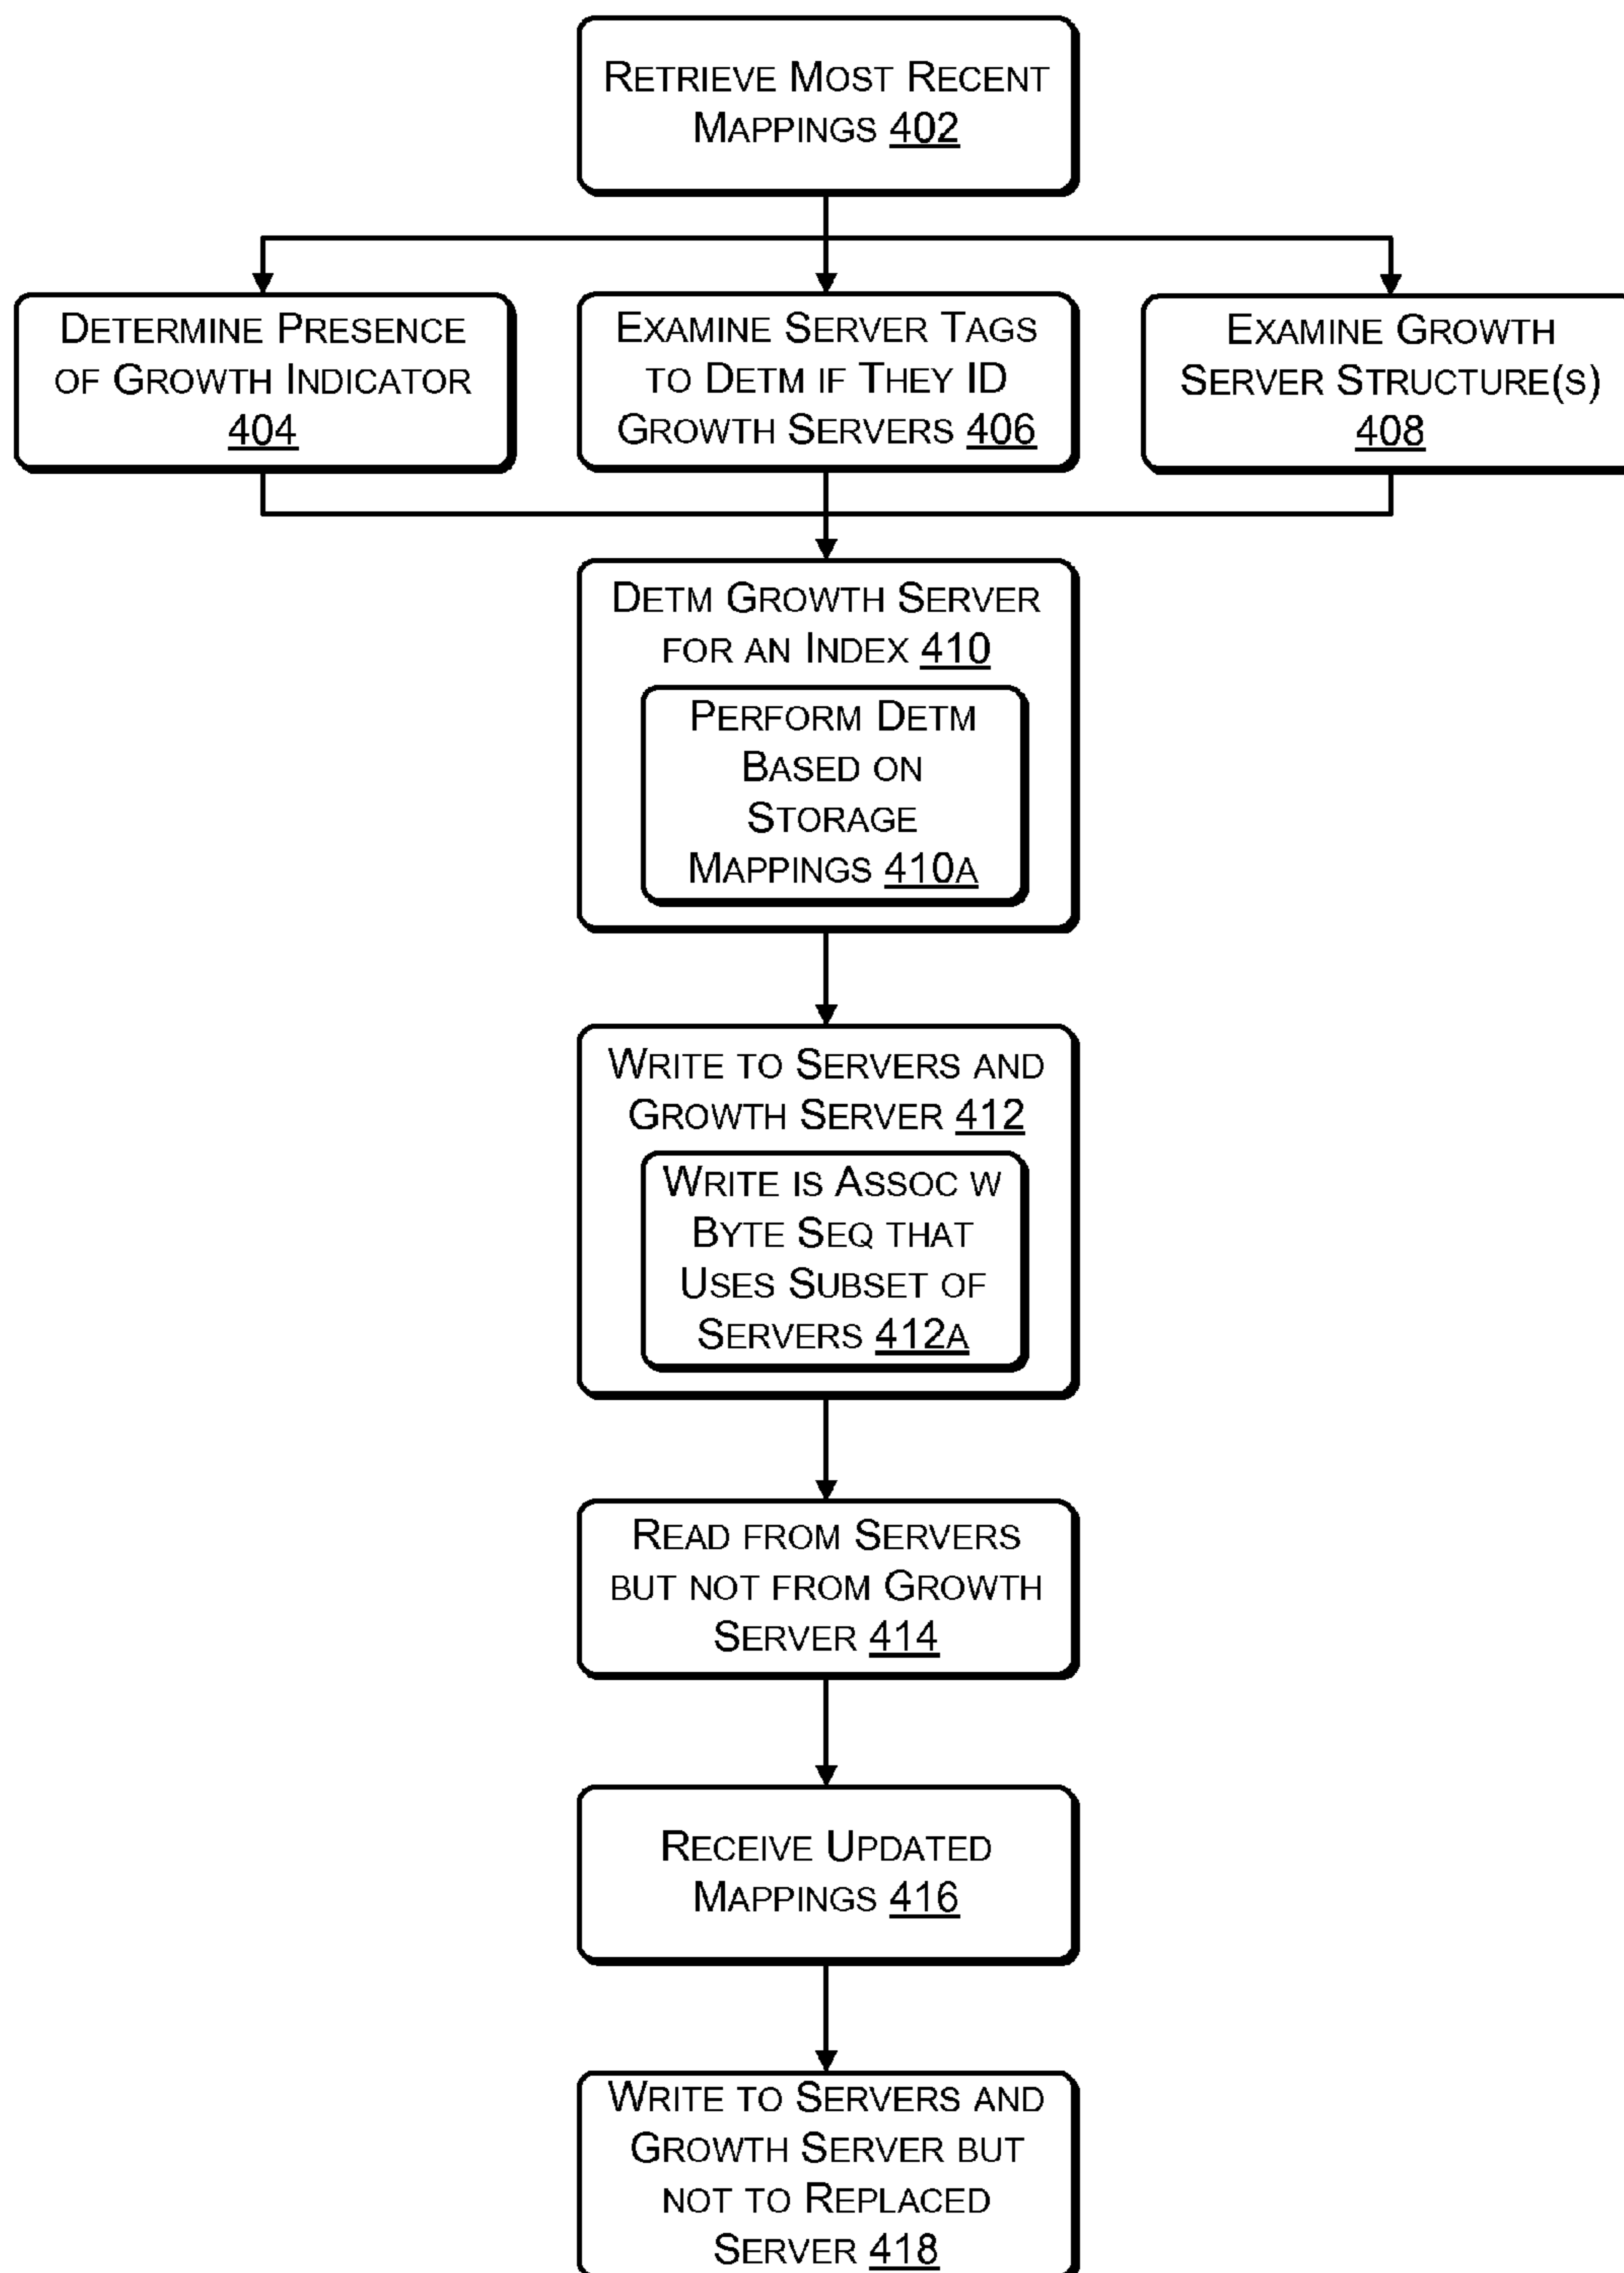 RETRIEVE MOST RECENT
MAPPINGS 402
DETERMINE PRESENCE
OF GROWTH INDICATOR
404
EXAMINE SERVER TAGS
TO DETM IF THEY ID
GROWTH SERVERS 406
EXAMINE GROWTH
SERVER STRUCTURE(S)
408
DETM GROWTH SERVER
FOR AN INDEX 410
PERFORM DETM
BASED ON
STORAGE
MAPPINGS 410A
WRITE TO SERVERS AND
GROWTH SERVER 412
WRITE IS ASSOC W
BYTE SEQ THAT
USES SUBSET OF
SERVERS 412A
READ FROM SERVERS
BUT NOT FROM GROWTH
SERVER 414
RECEIVE UPDATED
MAPPINGS 416
WRITE TO SERVERS AND
GROWTH SERVER BUT
NOT TO REPLACED
SERVER 418